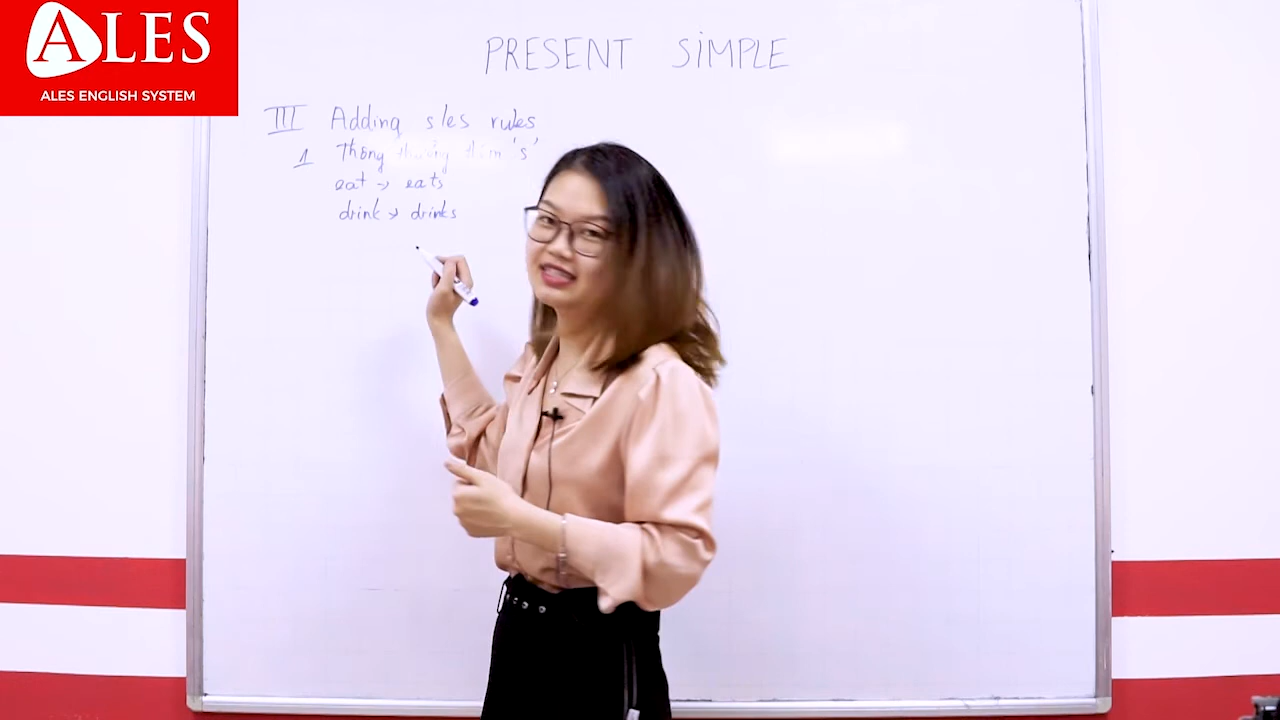 ALES
ALES ENGLISH SYSTEM
PRESENT SIMPLE
III Adding s/es rules
1 Thông thường thêm 's'
eat → eats
drink → drinks